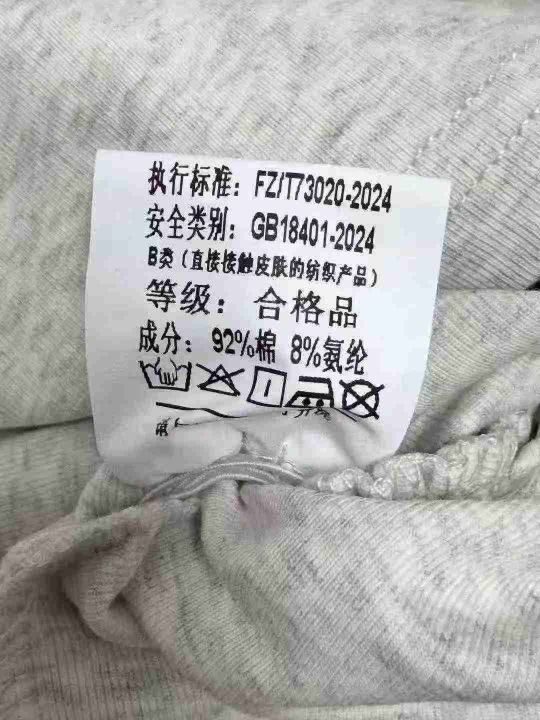 执行标准：FZ/T73020-2024
安全类别：GB18401-2024
B类（直接接触皮肤的纺织产品）
等级：合格品
成分：92%棉 8%氨纶